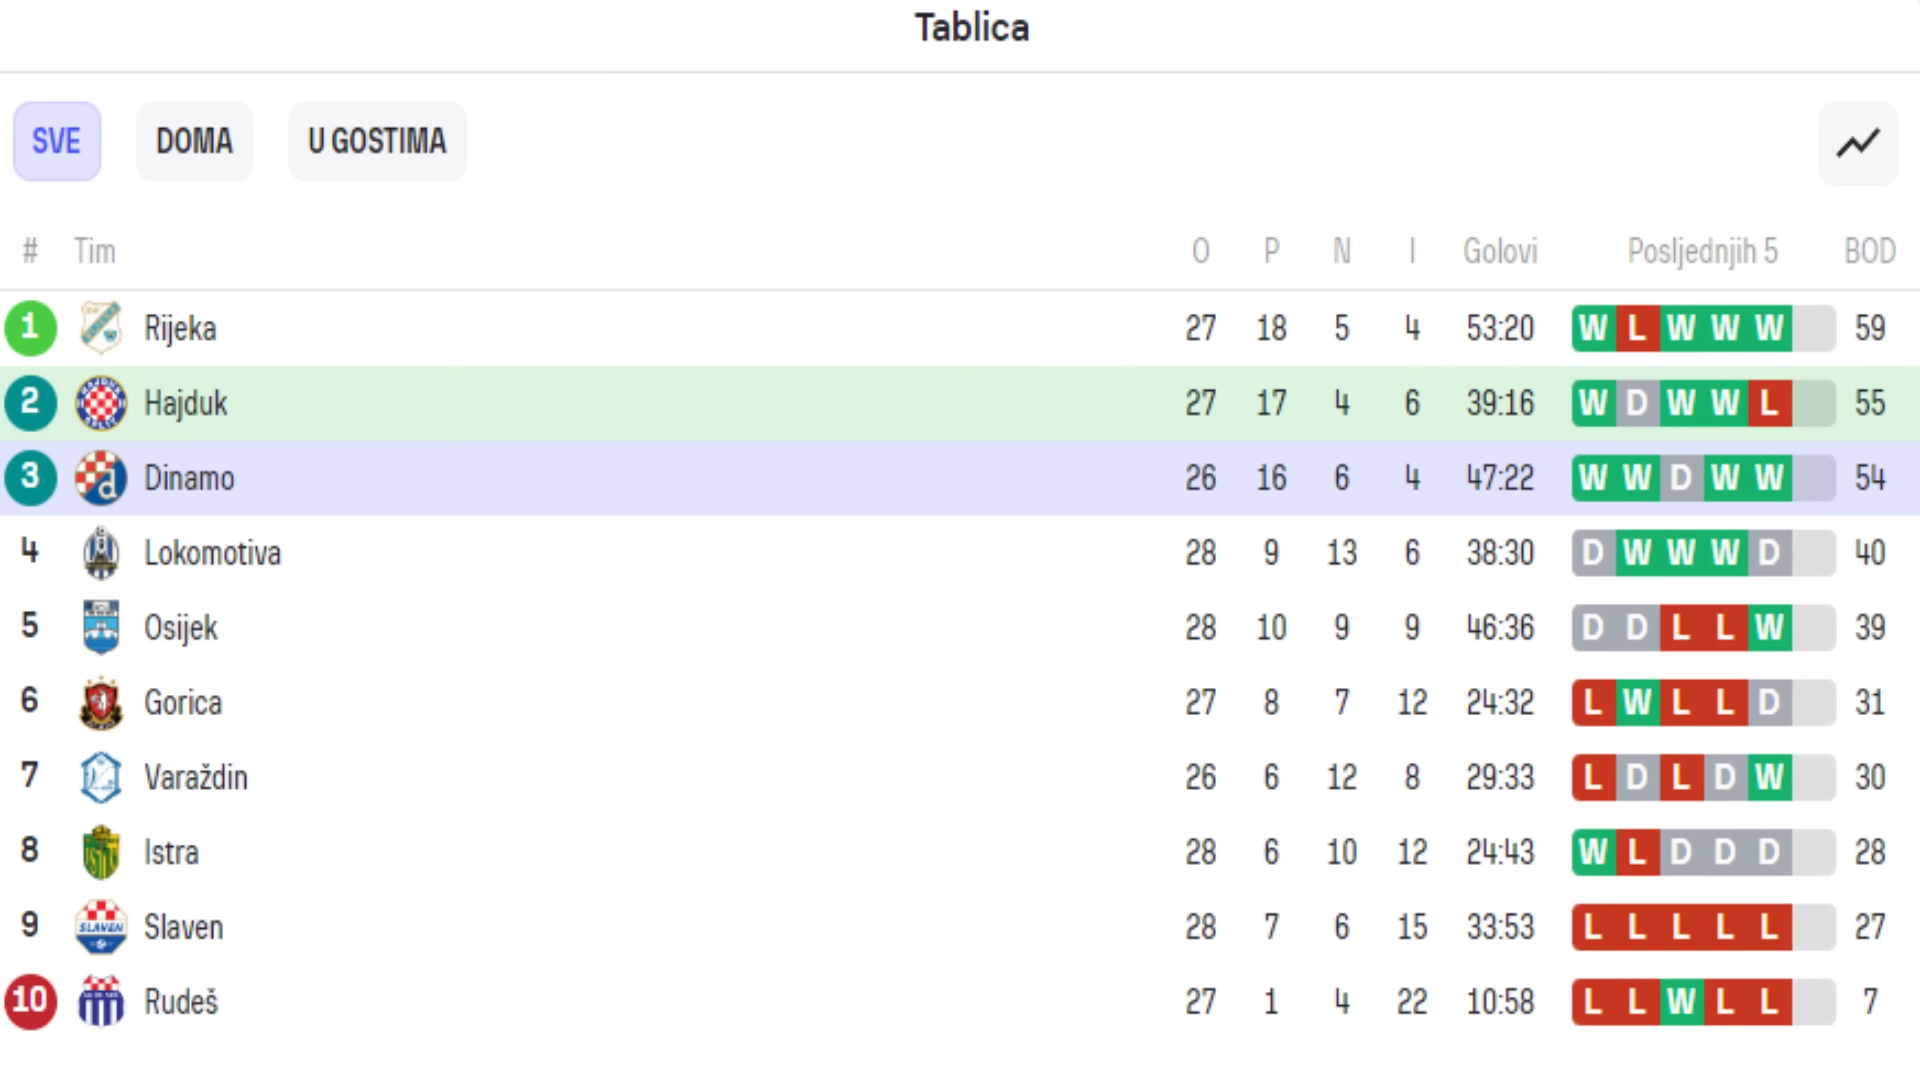 Tablica
SVE DOMA U GOSTIMA
# Tim O P N I Golovi Posljednjih 5 BOD
1 Rijeka 27 18 5 4 53:20 W L W W W 59
2 Hajduk 27 17 4 6 39:16 W D W W L 55
3 Dinamo 26 16 6 4 47:22 W W D W W 54
4 Lokomotiva 28 9 13 6 38:30 D W W W D 40
5 Osijek 28 10 9 9 46:36 D D L L W 39
6 Gorica 27 8 7 12 24:32 L W L L D 31
7 Varaždin 26 6 12 8 29:33 L D L D W 30
8 Istra 28 6 10 12 24:43 W L D D D 28
9 SLAVEN Slaven 28 7 6 15 33:53 L L L L L 27
10 Rudeš 27 1 4 22 10:58 L L W L L 7